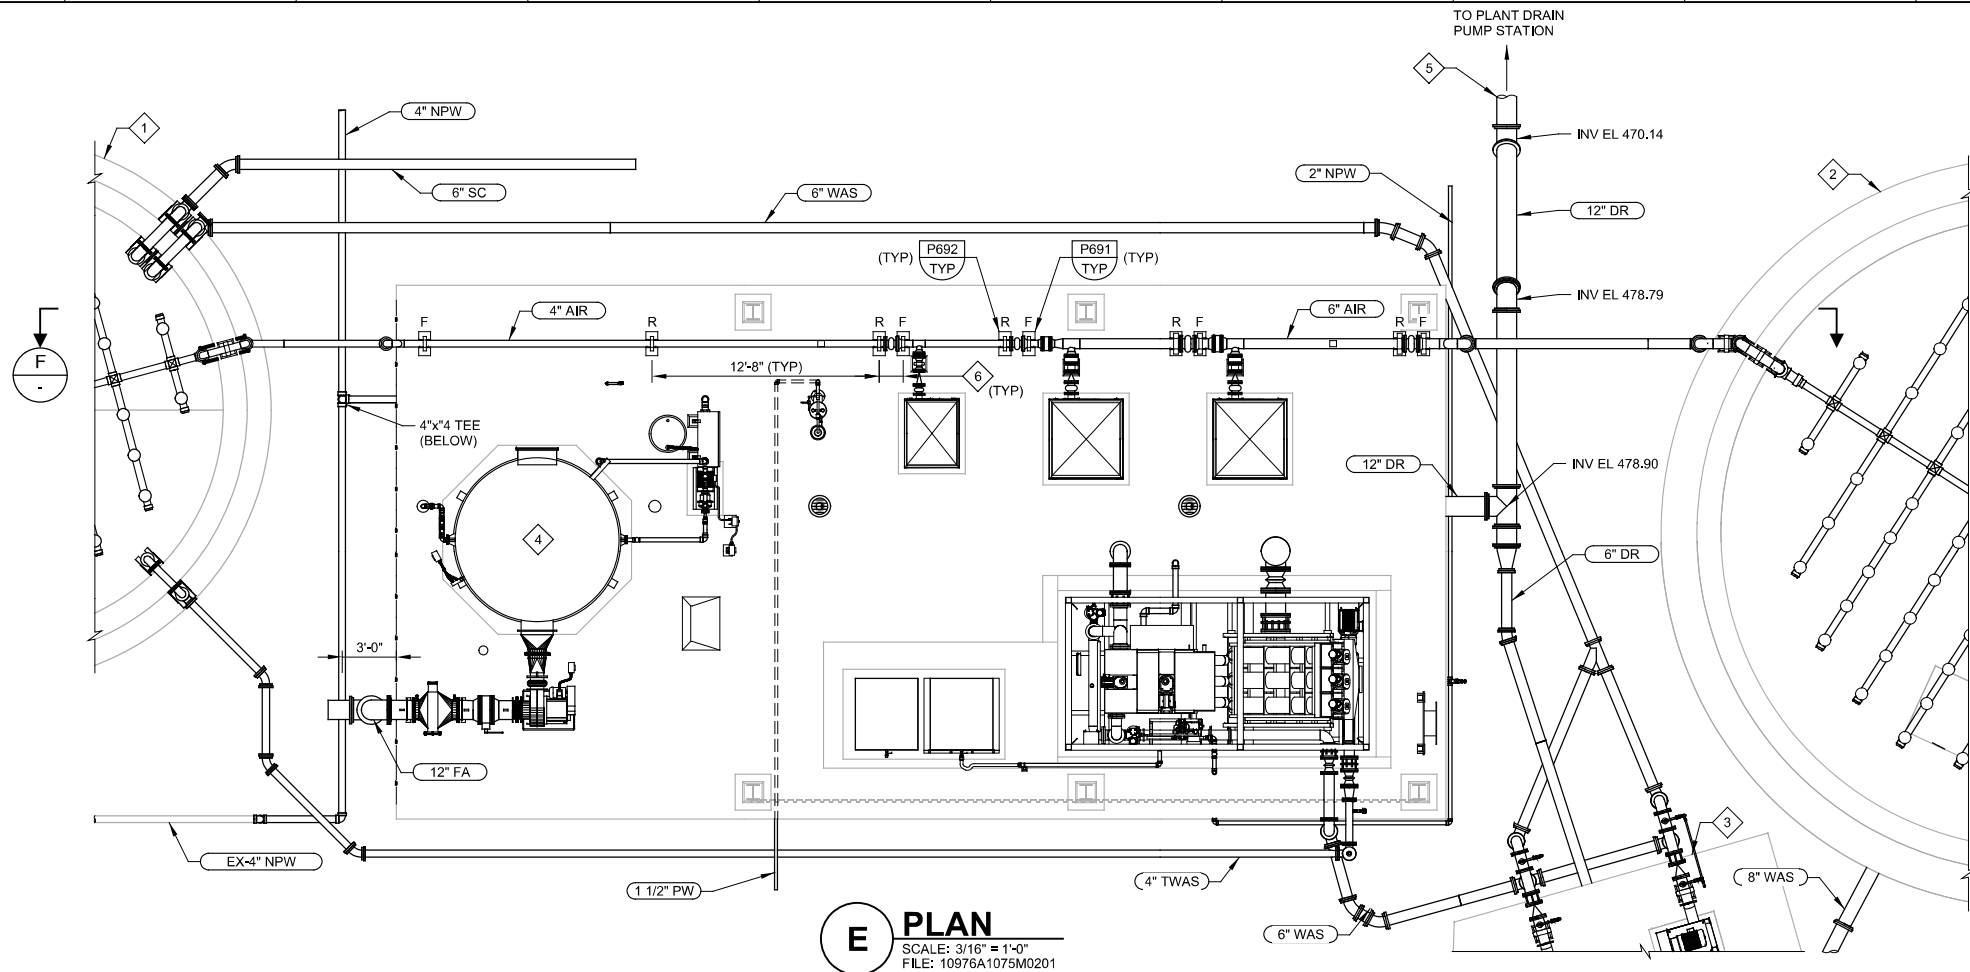 TO PLANT DRAIN
PUMP STATION
5
1
4" NPW
INV EL 470.14
6" SC
6" WAS
2" NPW
2
12" DR
P692
TYP
(TYP)
P691
TYP
(TYP)
INV EL 478.79
4" AIR
6" AIR
F
R
R
F
R
F
R
F
R
F
F
-
12'-8" (TYP)
6
(TYP)
4"x"4 TEE
(BELOW)
12" DR
INV EL 478.90
4
6" DR
3'-0"
12" FA
3
EX-4" NPW
1 1/2" PW
4" TWAS
8" WAS
6" WAS
E
PLAN
SCALE: 3/16" = 1'-0"
FILE: 10976A1075M0201